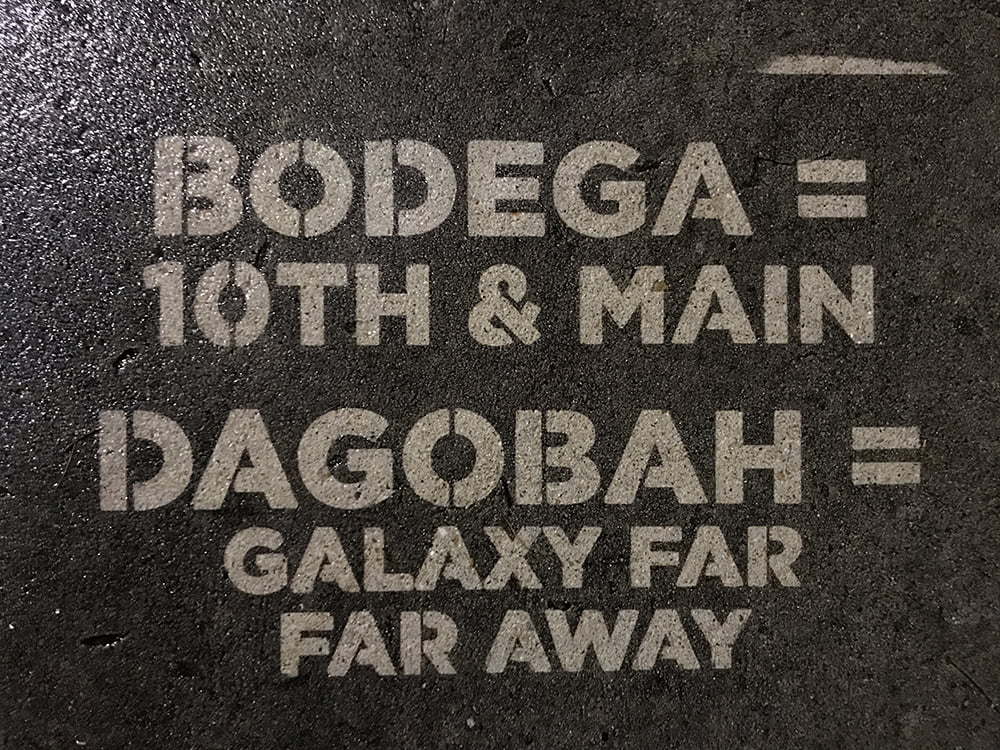 BODEGA =
10TH & MAIN
DAGOBAH =
GALAXY FAR
FAR AWAY